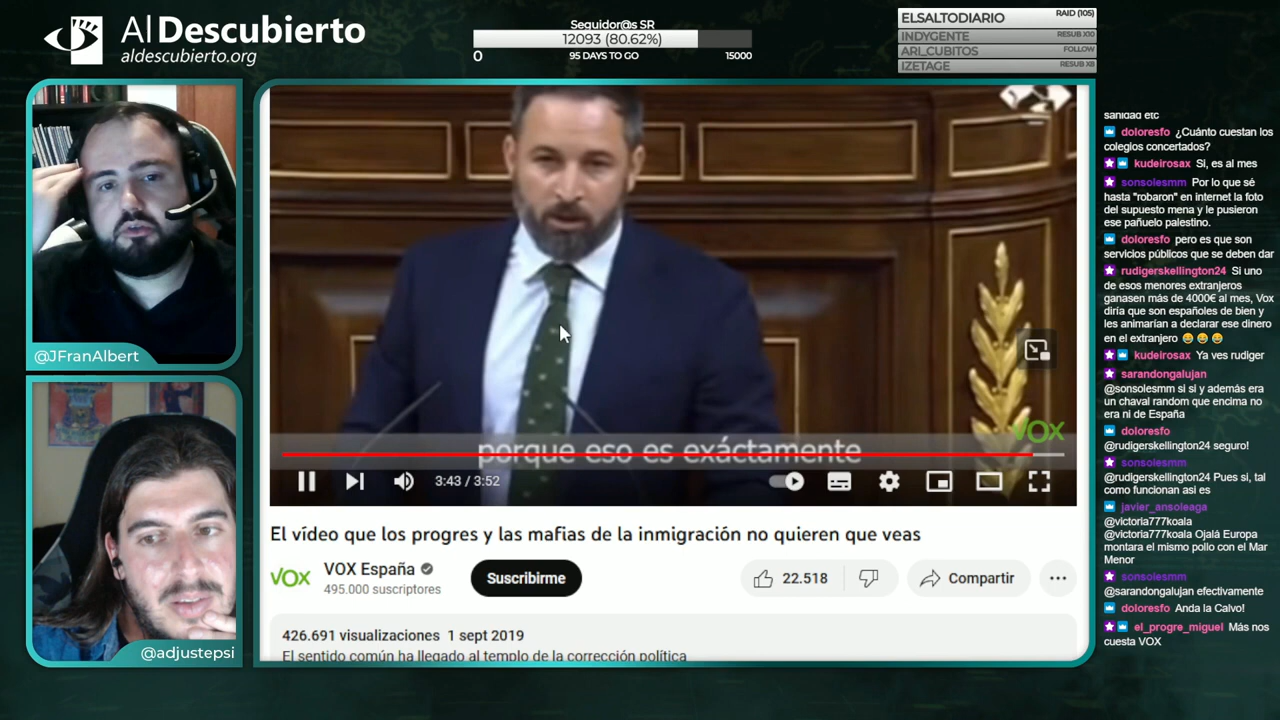 Al Descubierto
aldescubierto.org
Seguidor@s SR
12093 (80.62%)
0
95 DAYS TO GO
15000
ELSALTODIARIO
RAID (105)
INDYGENTE
RESUB X10
ARI_CUBITOS
FOLLOW
IZETAGE
RESUB X8
@JFranAlbert
@adjustepsi
VOX
porque eso es exáctamente
3:43 / 3:52
El vídeo que los progres y las mafias de la inmigración no quieren que veas
VOX
VOX España
495.000 suscriptores
Suscribirme
22.518
Compartir
426.691 visualizaciones 1 sept 2019
El sentido común ha llegado al templo de la corrección política
sanidad etc
doloresfo ¿Cuánto cuestan los
colegios concertados?
kudeirosax Si, es al mes
sonsolesmm Por lo que sé
hasta "robaron" en internet la foto
del supuesto mena y le pusieron
ese pañuelo palestino.
doloresfo pero es que son
servicios públicos que se deben dar
rudigerskellington24 Si uno
de esos menores extranjeros
ganasen más de 4000€ al mes, Vox
diría que son españoles de bien y
les animarían a declarar ese dinero
en el extranjero 😂 😂 😂
kudeirosax Ya ves rudiger
sarandongalujan
@sonsolesmm si si y además era
un chaval random que encima no
era ni de España
doloresfo
@rudigerskellington24 seguro!
sonsolesmm
@rudigerskellington24 Pues si, tal
como funcionan asi es
javier_ansoleaga
@victoria777koala
@victoria777koala Ojalá Europa
montara el mismo pollo con el Mar
Menor
sonsolesmm
@sarandongalujan efectivamente
doloresfo Anda la Calvo!
el_progre_miguel Más nos
cuesta VOX